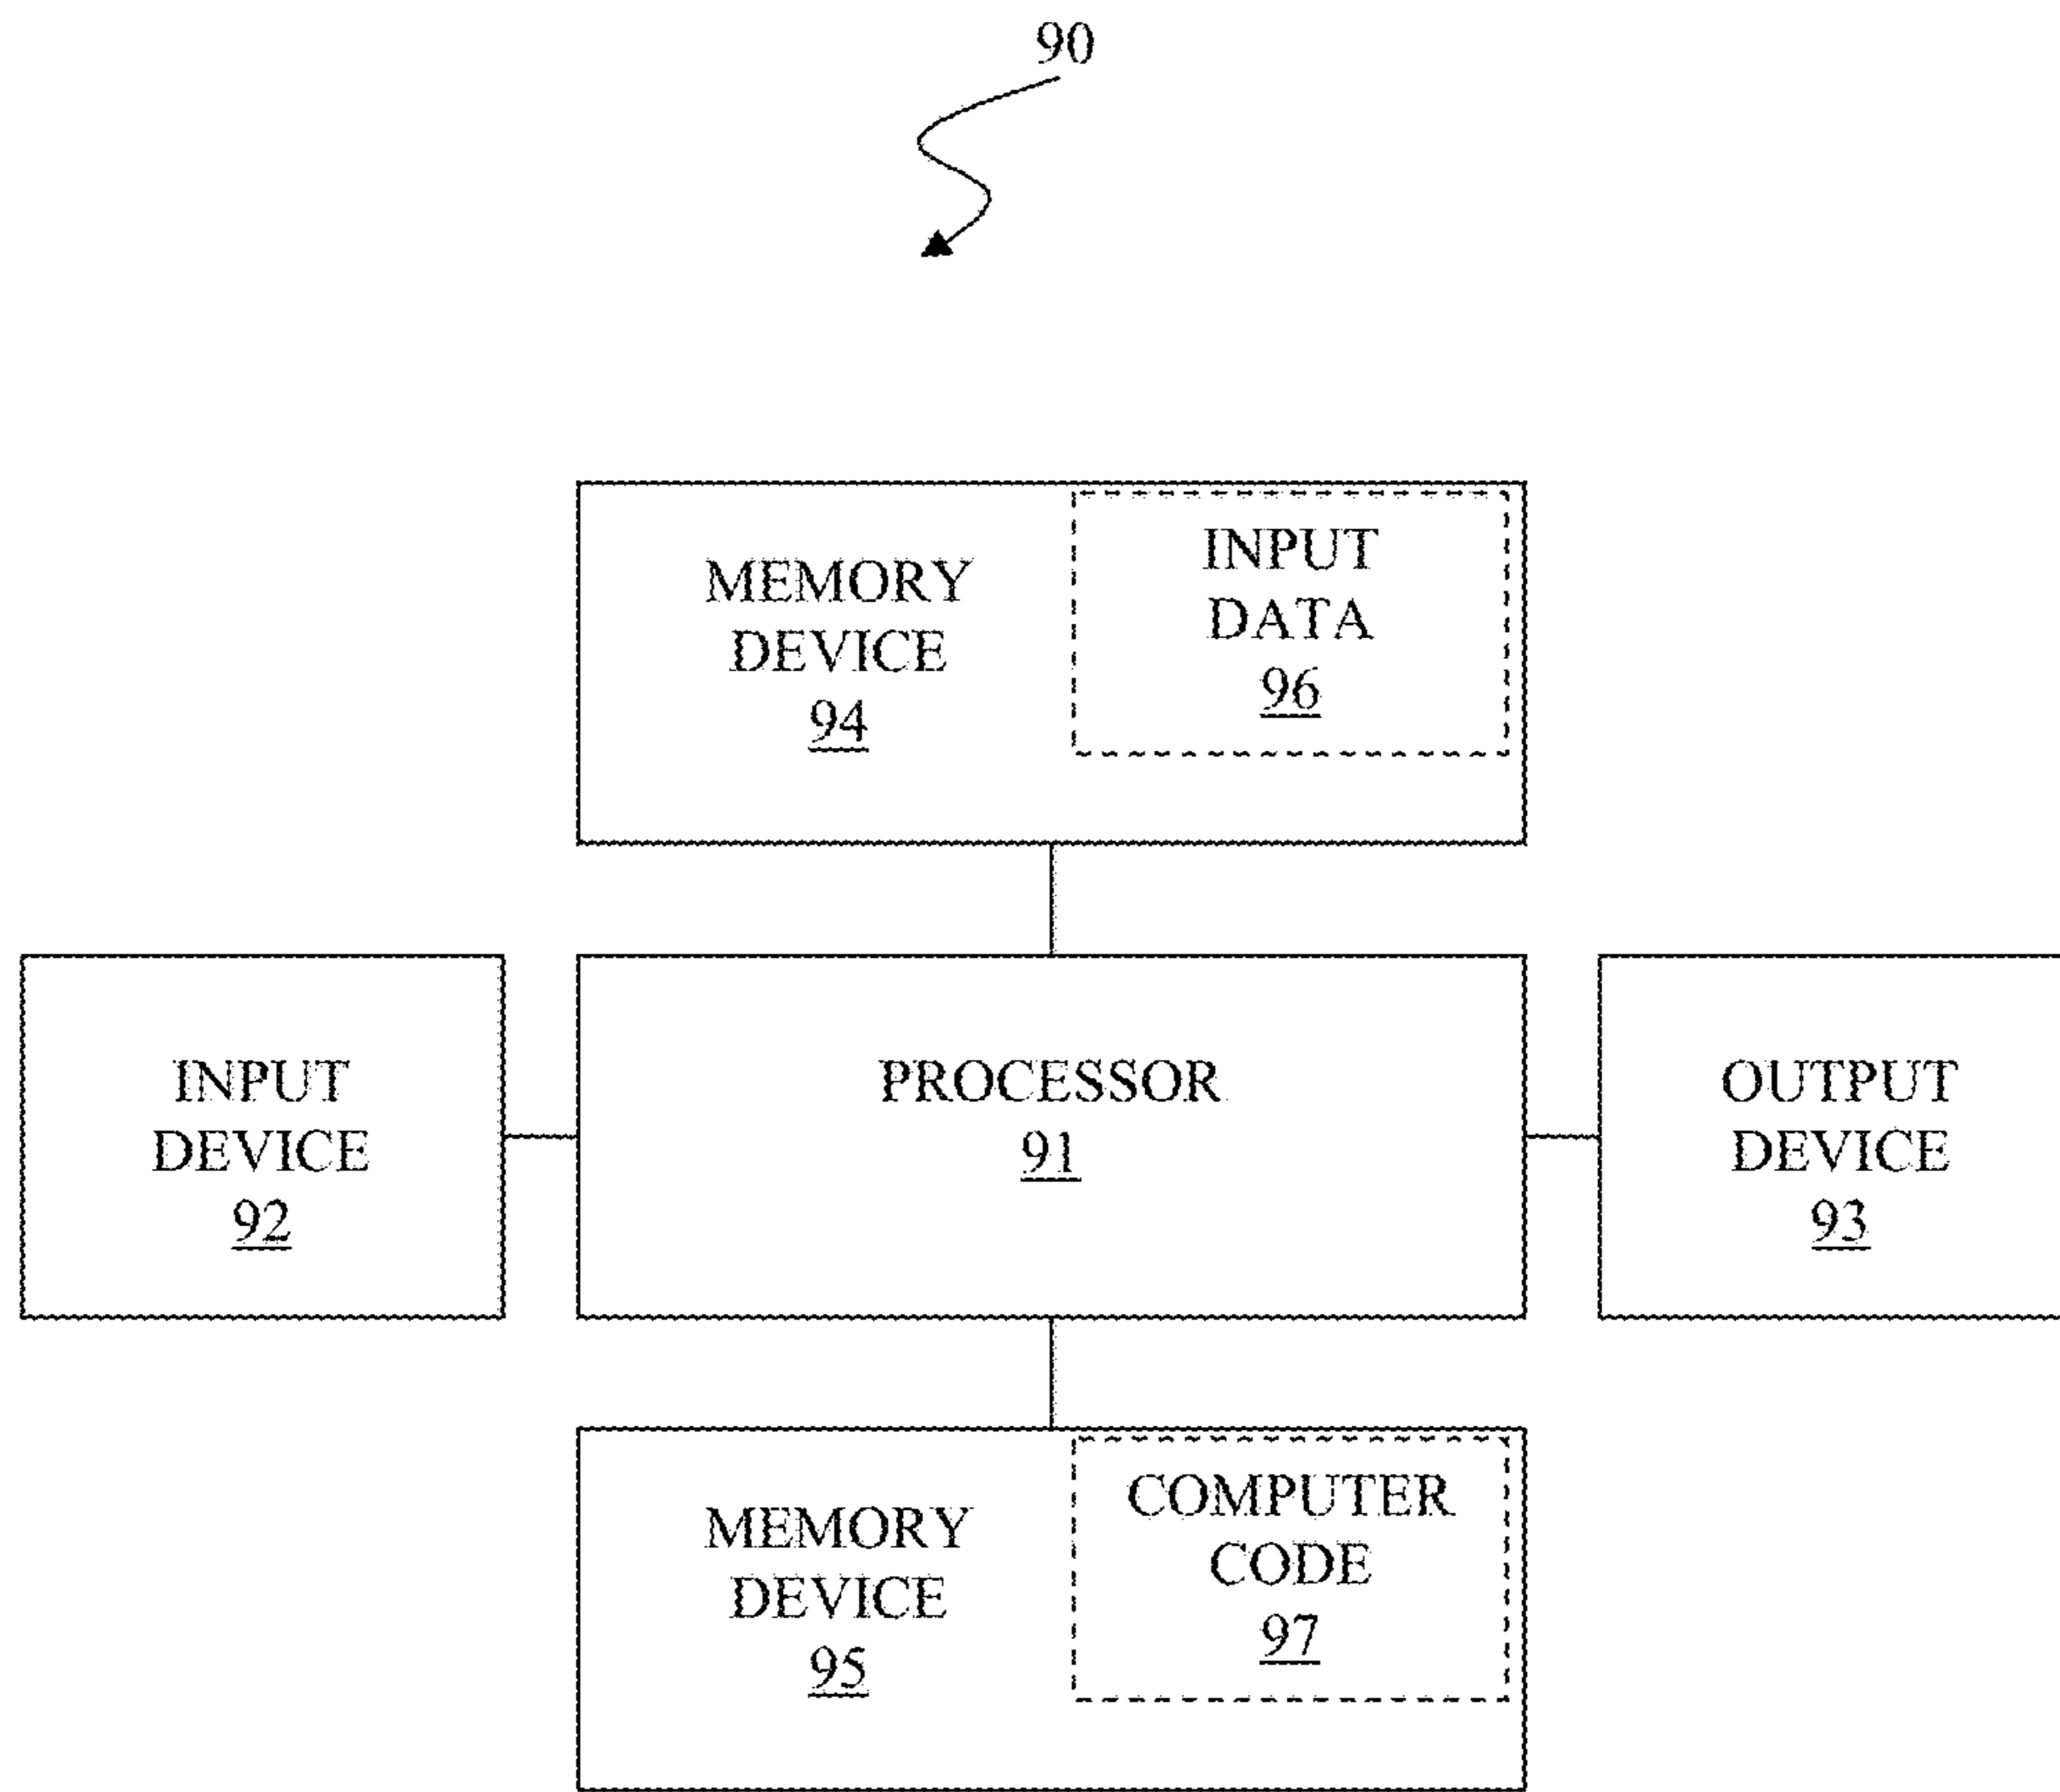 90
MEMORY
DEVICE
94
INPUT
DATA
96
INPUT
DEVICE
92
PROCESSOR
91
OUTPUT
DEVICE
93
MEMORY
DEVICE
95
COMPUTER
CODE
97